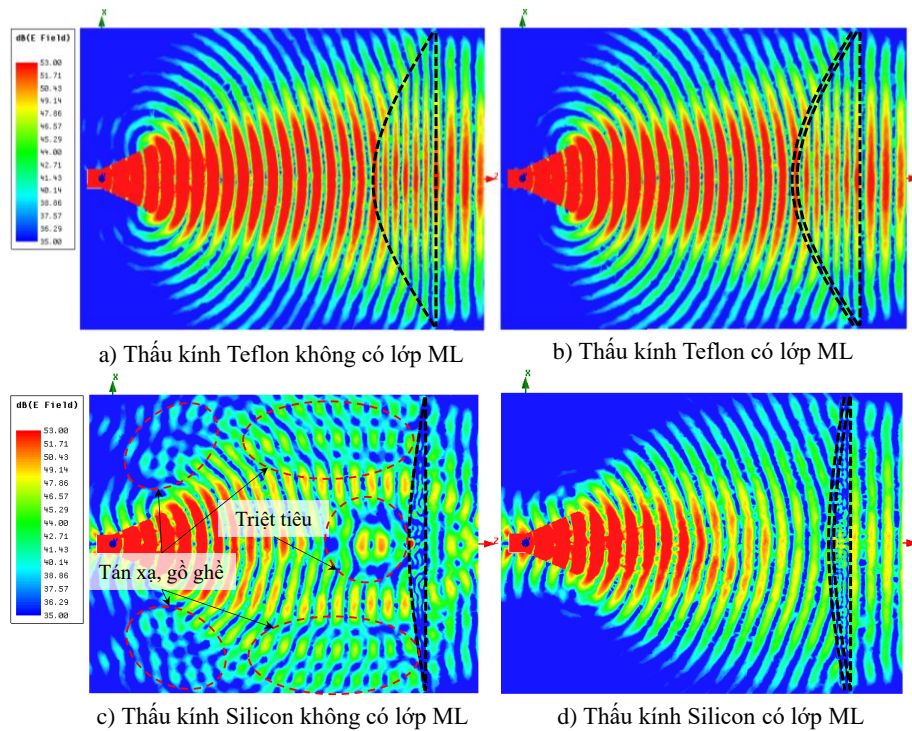 X
X
dB(E Field)
53.00
51.71
50.43
49.14
47.86
46.57
45.29
44.00
42.71
41.43
40.14
38.86
37.57
36.29
35.00
Z
Z
a) Thấu kính Teflon không có lớp ML
b) Thấu kính Teflon có lớp ML
X
X
dB(E Field)
53.00
51.71
50.43
49.14
47.86
46.57
45.29
44.00
42.71
41.43
40.14
38.86
37.57
36.29
35.00
Triệt tiêu
Z
Z
Tán xạ, gồ ghề
c) Thấu kính Silicon không có lớp ML
d) Thấu kính Silicon có lớp ML